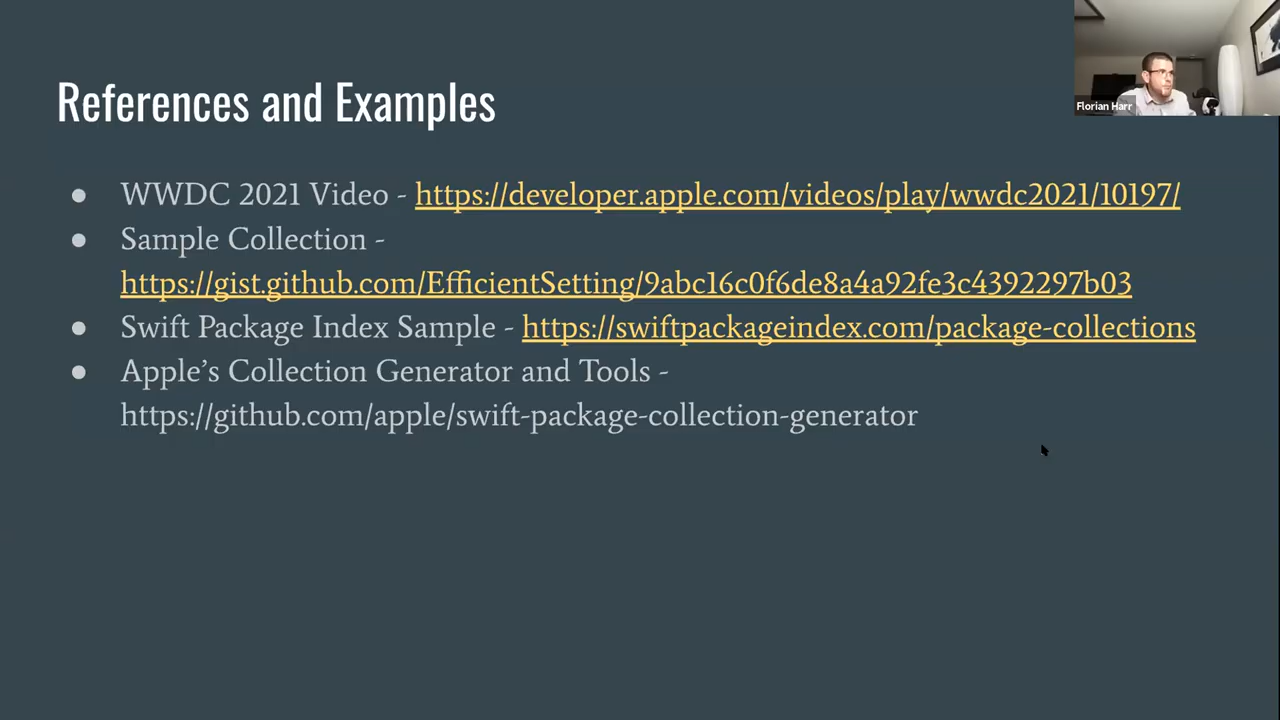 References and Examples
Florian Harr
● WWDC 2021 Video - https://developer.apple.com/videos/play/wwdc2021/10197/
● Sample Collection -
https://gist.github.com/EfficientSetting/9abc16c0f6de8a4a92fe3c4392297b03
● Swift Package Index Sample - https://swiftpackageindex.com/package-collections
● Apple’s Collection Generator and Tools -
https://github.com/apple/swift-package-collection-generator